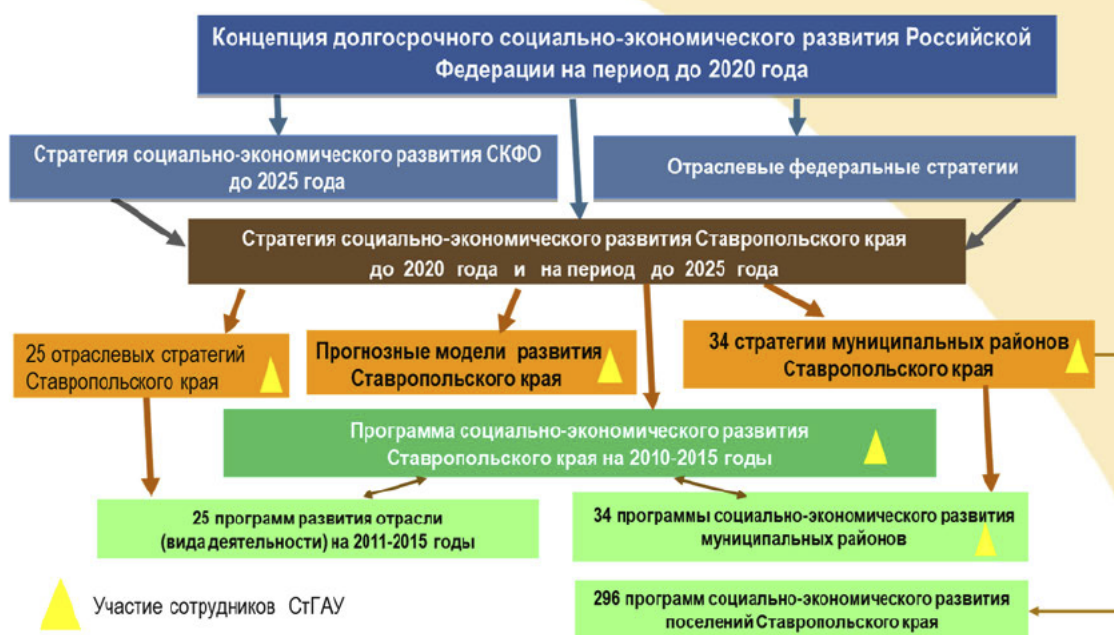 Концепция долгосрочного социально-экономического развития Российской
Федерации на период до 2020 года
Стратегия социально-экономического развития СКФО
до 2025 года
Отраслевые федеральные стратегии
Стратегия социально-экономического развития Ставропольского края
до 2020 года и на период до 2025 года
25 отраслевых стратегий
Ставропольского края
Прогнозные модели развития
Ставропольского края
34 стратегии муниципальных районов
Ставропольского края
Программа социально-экономического развития
Ставропольского края на 2010-2015 годы
25 программ развития отрасли
(вида деятельности) на 2011-2015 годы
34 программы социально-экономического развития
муниципальных районов
Участие сотрудников СтГАУ
296 программ социально-экономического развития
поселений Ставропольского края